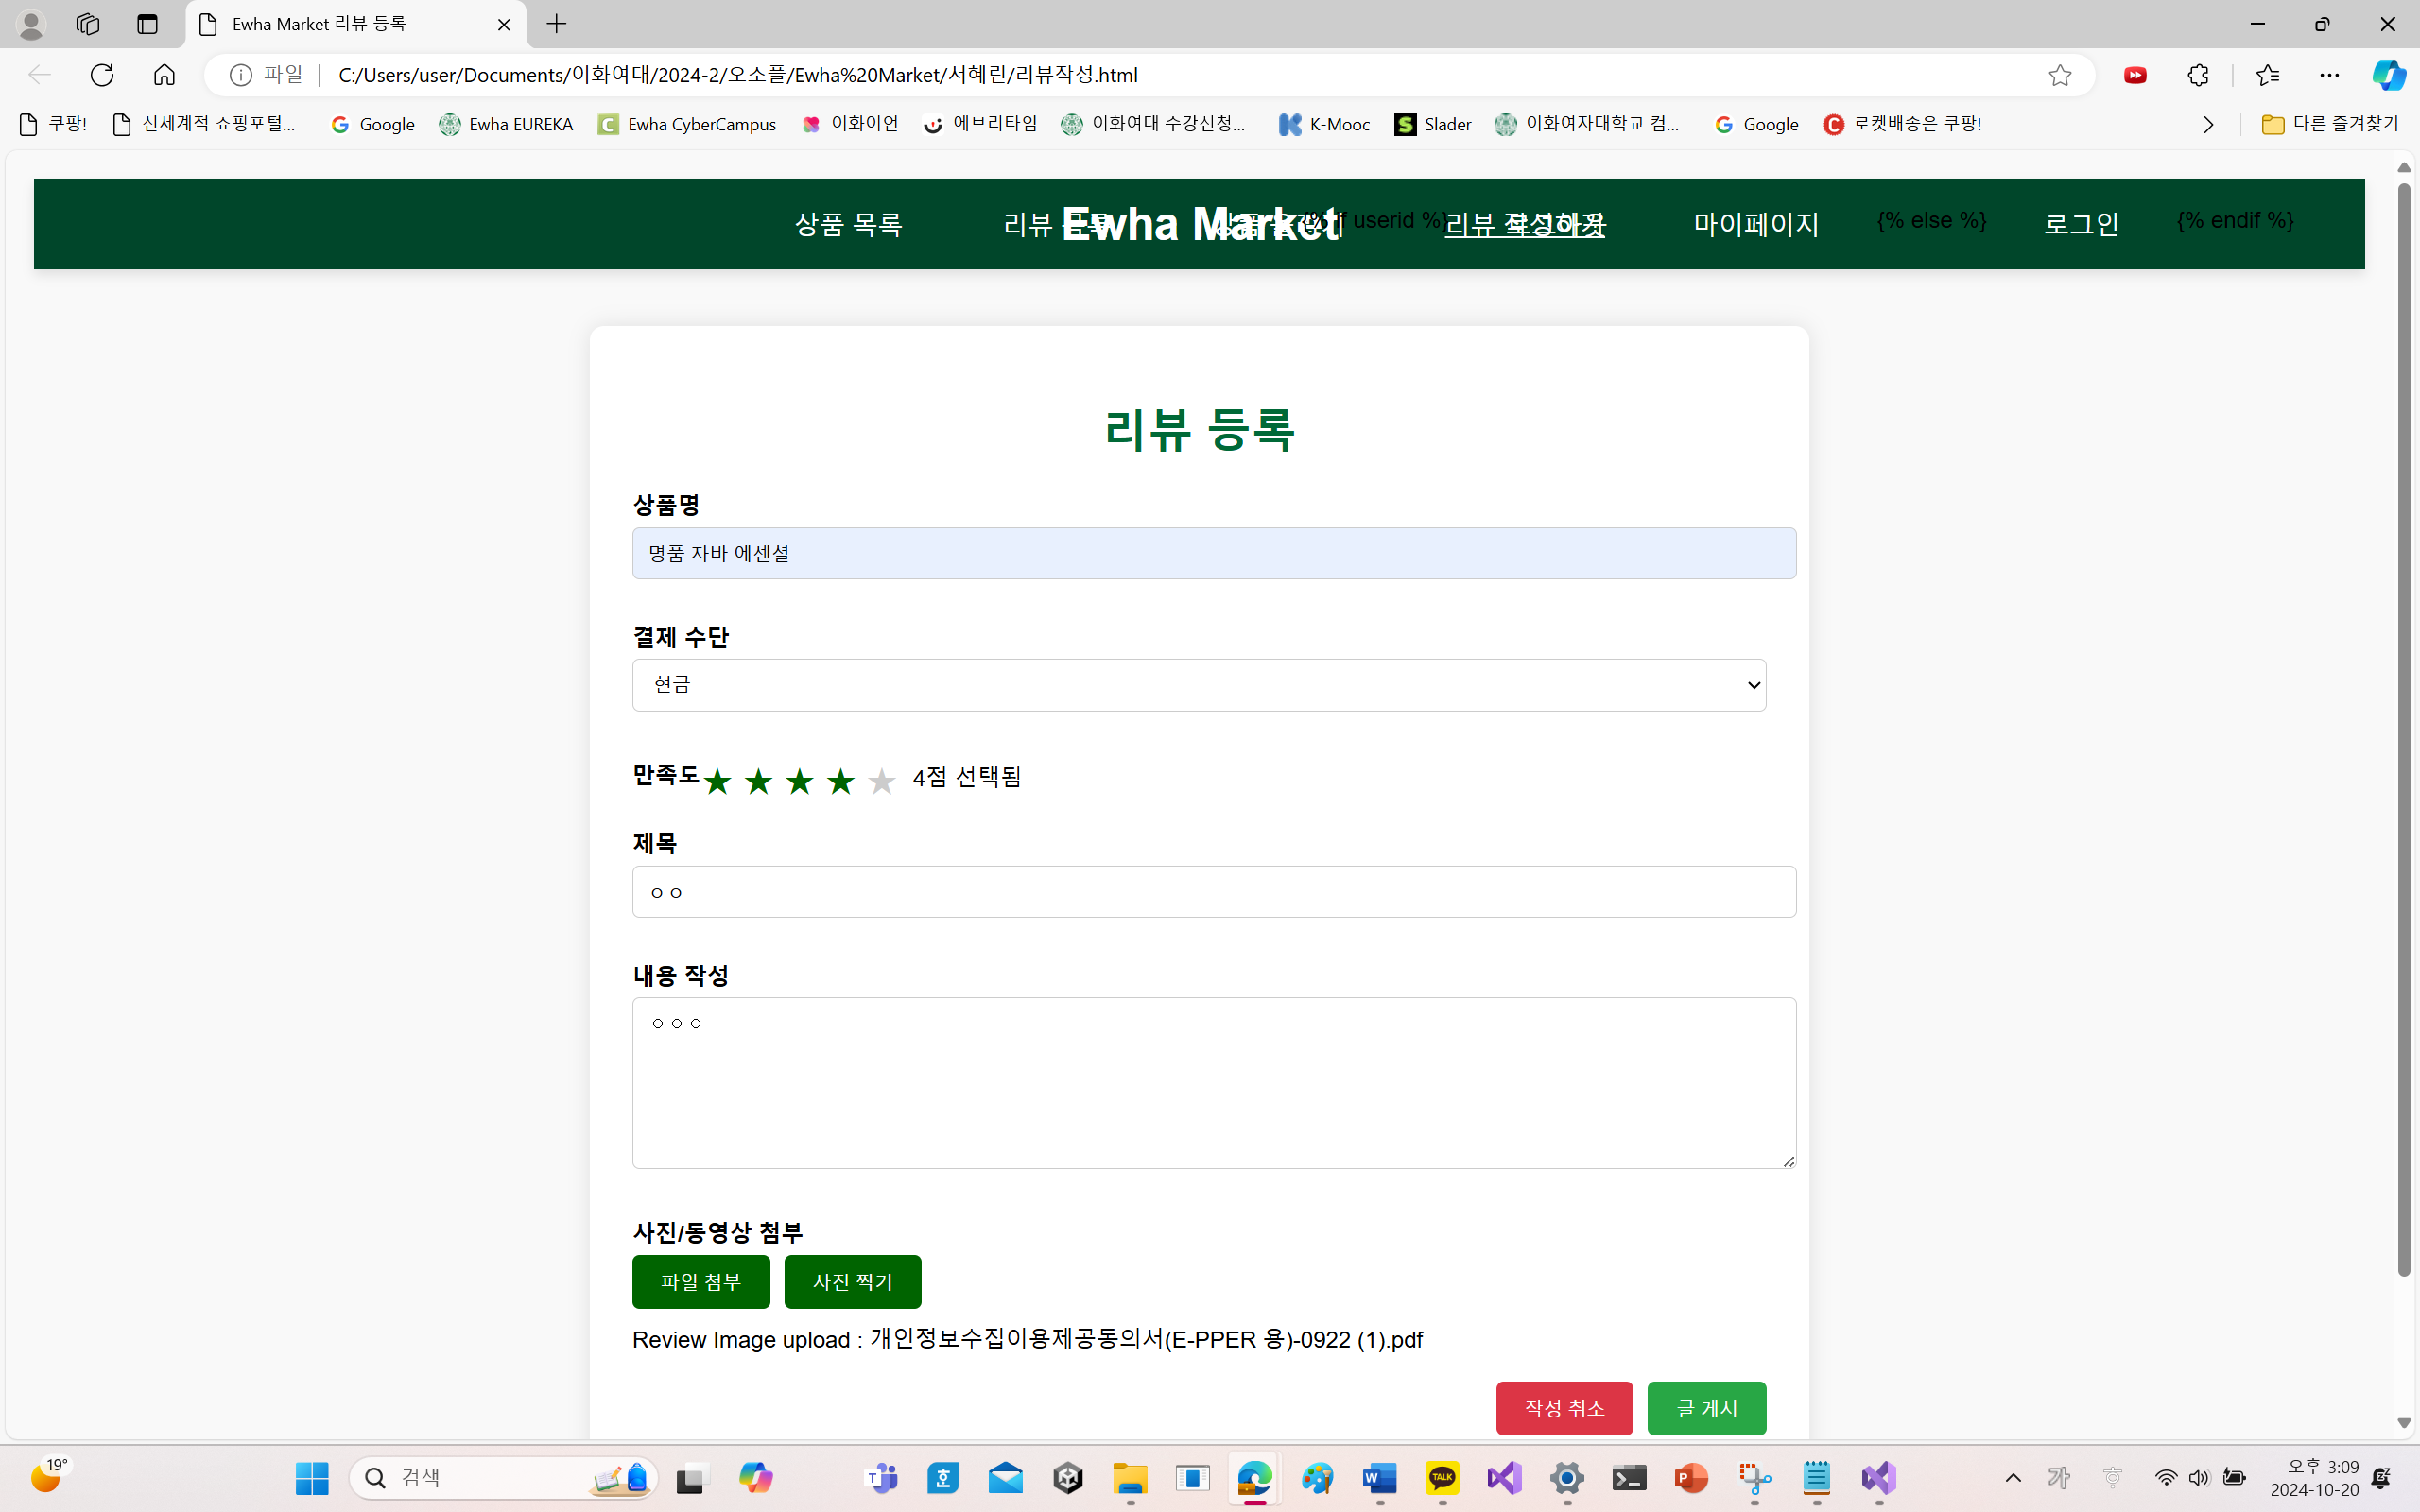 Ewha Market 리뷰 등록
파일 | C:/Users/user/Documents/이화여대/2024-2/오소플/Ewha%20Market/서혜린/리뷰작성.html
쿠팡! 신세계적 쇼핑포털... Google Ewha EUREKA Ewha CyberCampus 이화이언 에브리타임 이화여대 수강신청... K-Mooc Slader 이화여자대학교 컴... Google 로켓배송은 쿠팡! 다른 즐겨찾기
상품 목록 리뷰 목록 Ewha Market {% if userid %} 리뷰 작성하기 마이페이지 {% else %} 로그인 {% endif %}
리뷰 등록
상품명
명품 자바 에센셜
결제 수단
현금
만족도 ★ ★ ★ ★ ★ 4점 선택됨
제목
ㅇㅇ
내용 작성
ㅇㅇㅇ
사진/동영상 첨부
파일 첨부 사진 찍기
Review Image upload : 개인정보수집이용제공동의서(E-PPER 용)-0922 (1).pdf
작성 취소 글 게시
19° 검색 가 오후 3:09
2024-10-20